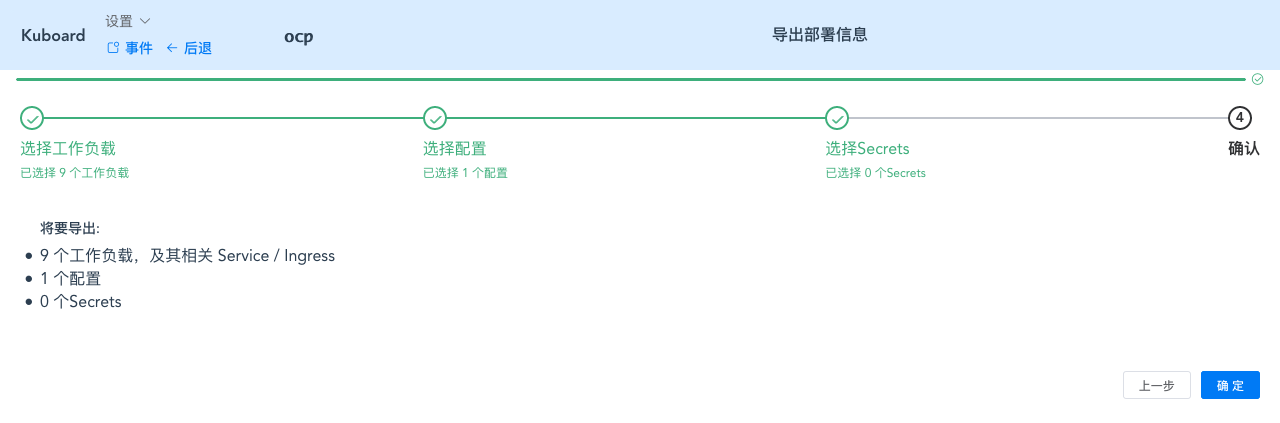 Kuboard
设置
事件 后退
ocp
导出部署信息
4
选择工作负载
已选择 9 个工作负载
选择配置
已选择 1 个配置
选择Secrets
已选择 0 个Secrets
确认
将要导出:
9 个工作负载，及其相关 Service / Ingress
1 个配置
0 个Secrets
上一步
确 定